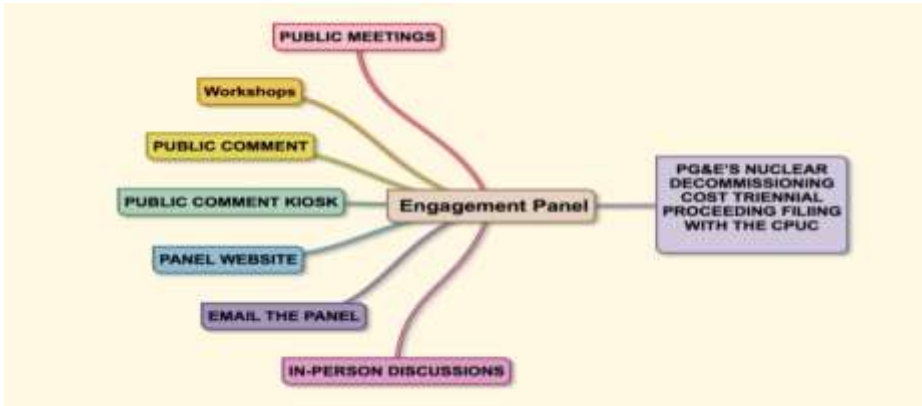 PUBLIC MEETINGS
Workshops
PUBLIC COMMENT
PUBLIC COMMENT KIOSK
PANEL WEBSITE
EMAIL THE PANEL
IN-PERSON DISCUSSIONS
Engagement Panel
PG&E'S NUCLEAR
DECOMMISSIONING
COST TRIENNIAL
PROCEEDING FILIING
WITH THE CPUC